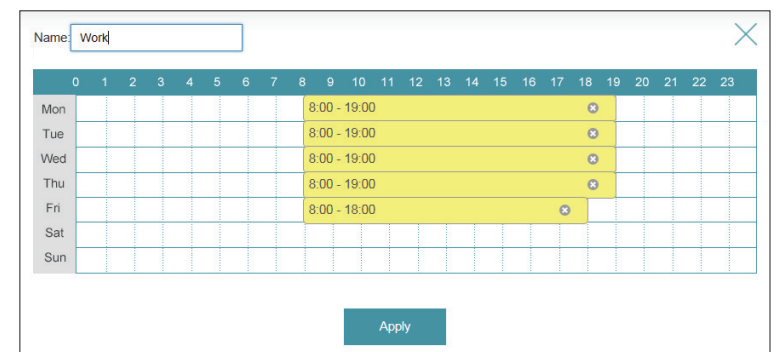 Name: Work
0 1 2 3 4 5 6 7 8 9 10 11 12 13 14 15 16 17 18 19 20 21 22 23
Mon 8:00 - 19:00
Tue 8:00 - 19:00
Wed 8:00 - 19:00
Thu 8:00 - 19:00
Fri 8:00 - 18:00
Sat
Sun
Apply